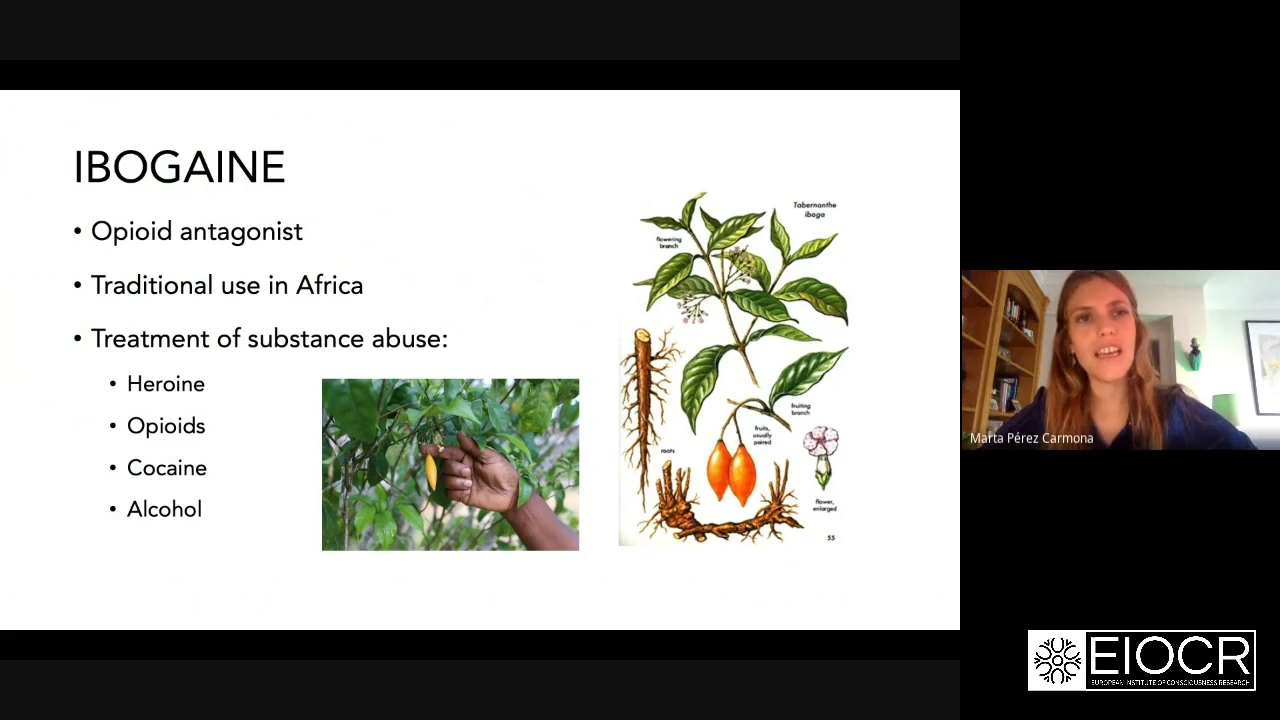 IBOGAINE
• Opioid antagonist
• Traditional use in Africa
• Treatment of substance abuse:
• Heroine
• Opioids
• Cocaine
• Alcohol
Tabernanthe
iboga
flowering
branch
fruiting
branch
fruits,
usually
paired
roots
flower,
enlarged
55
Marta Pérez Carmona
EIOCR
EUROPEAN INSTITUTE OF CONSCIOUSNESS RESEARCH